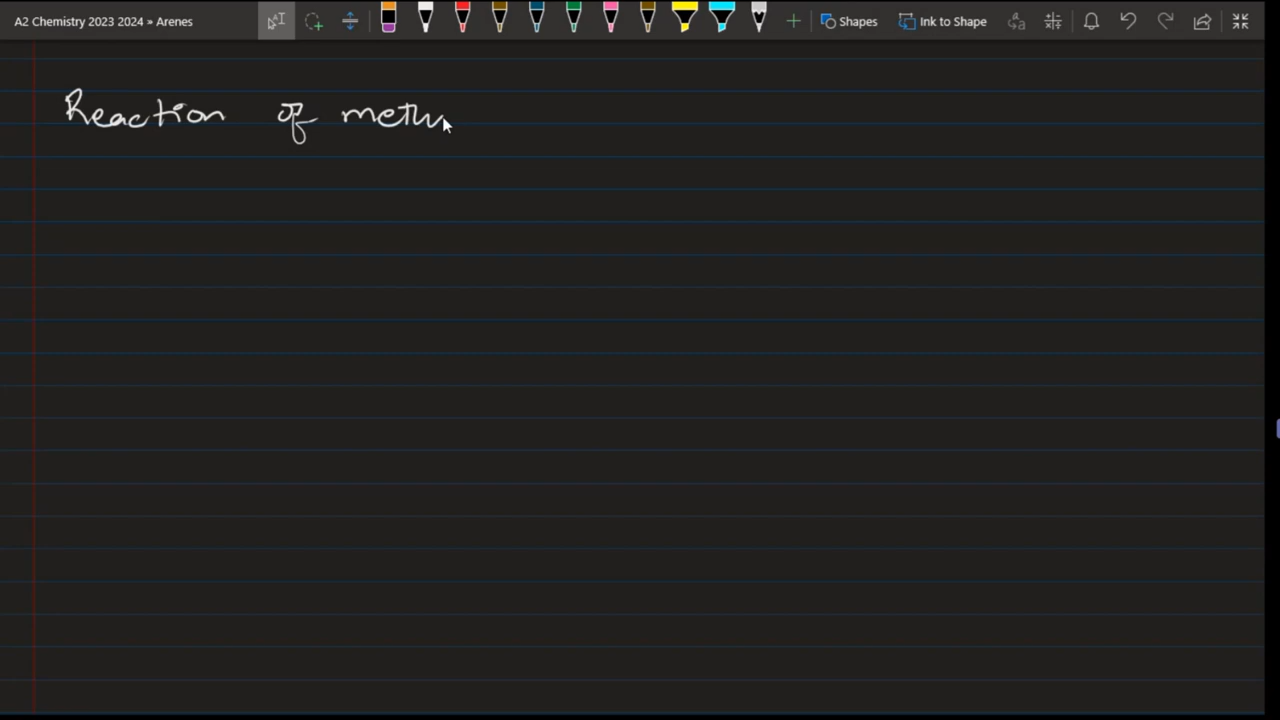 A2 Chemistry 2023 2024 » Arenes
Shapes
Ink to Shape
Reaction of meth